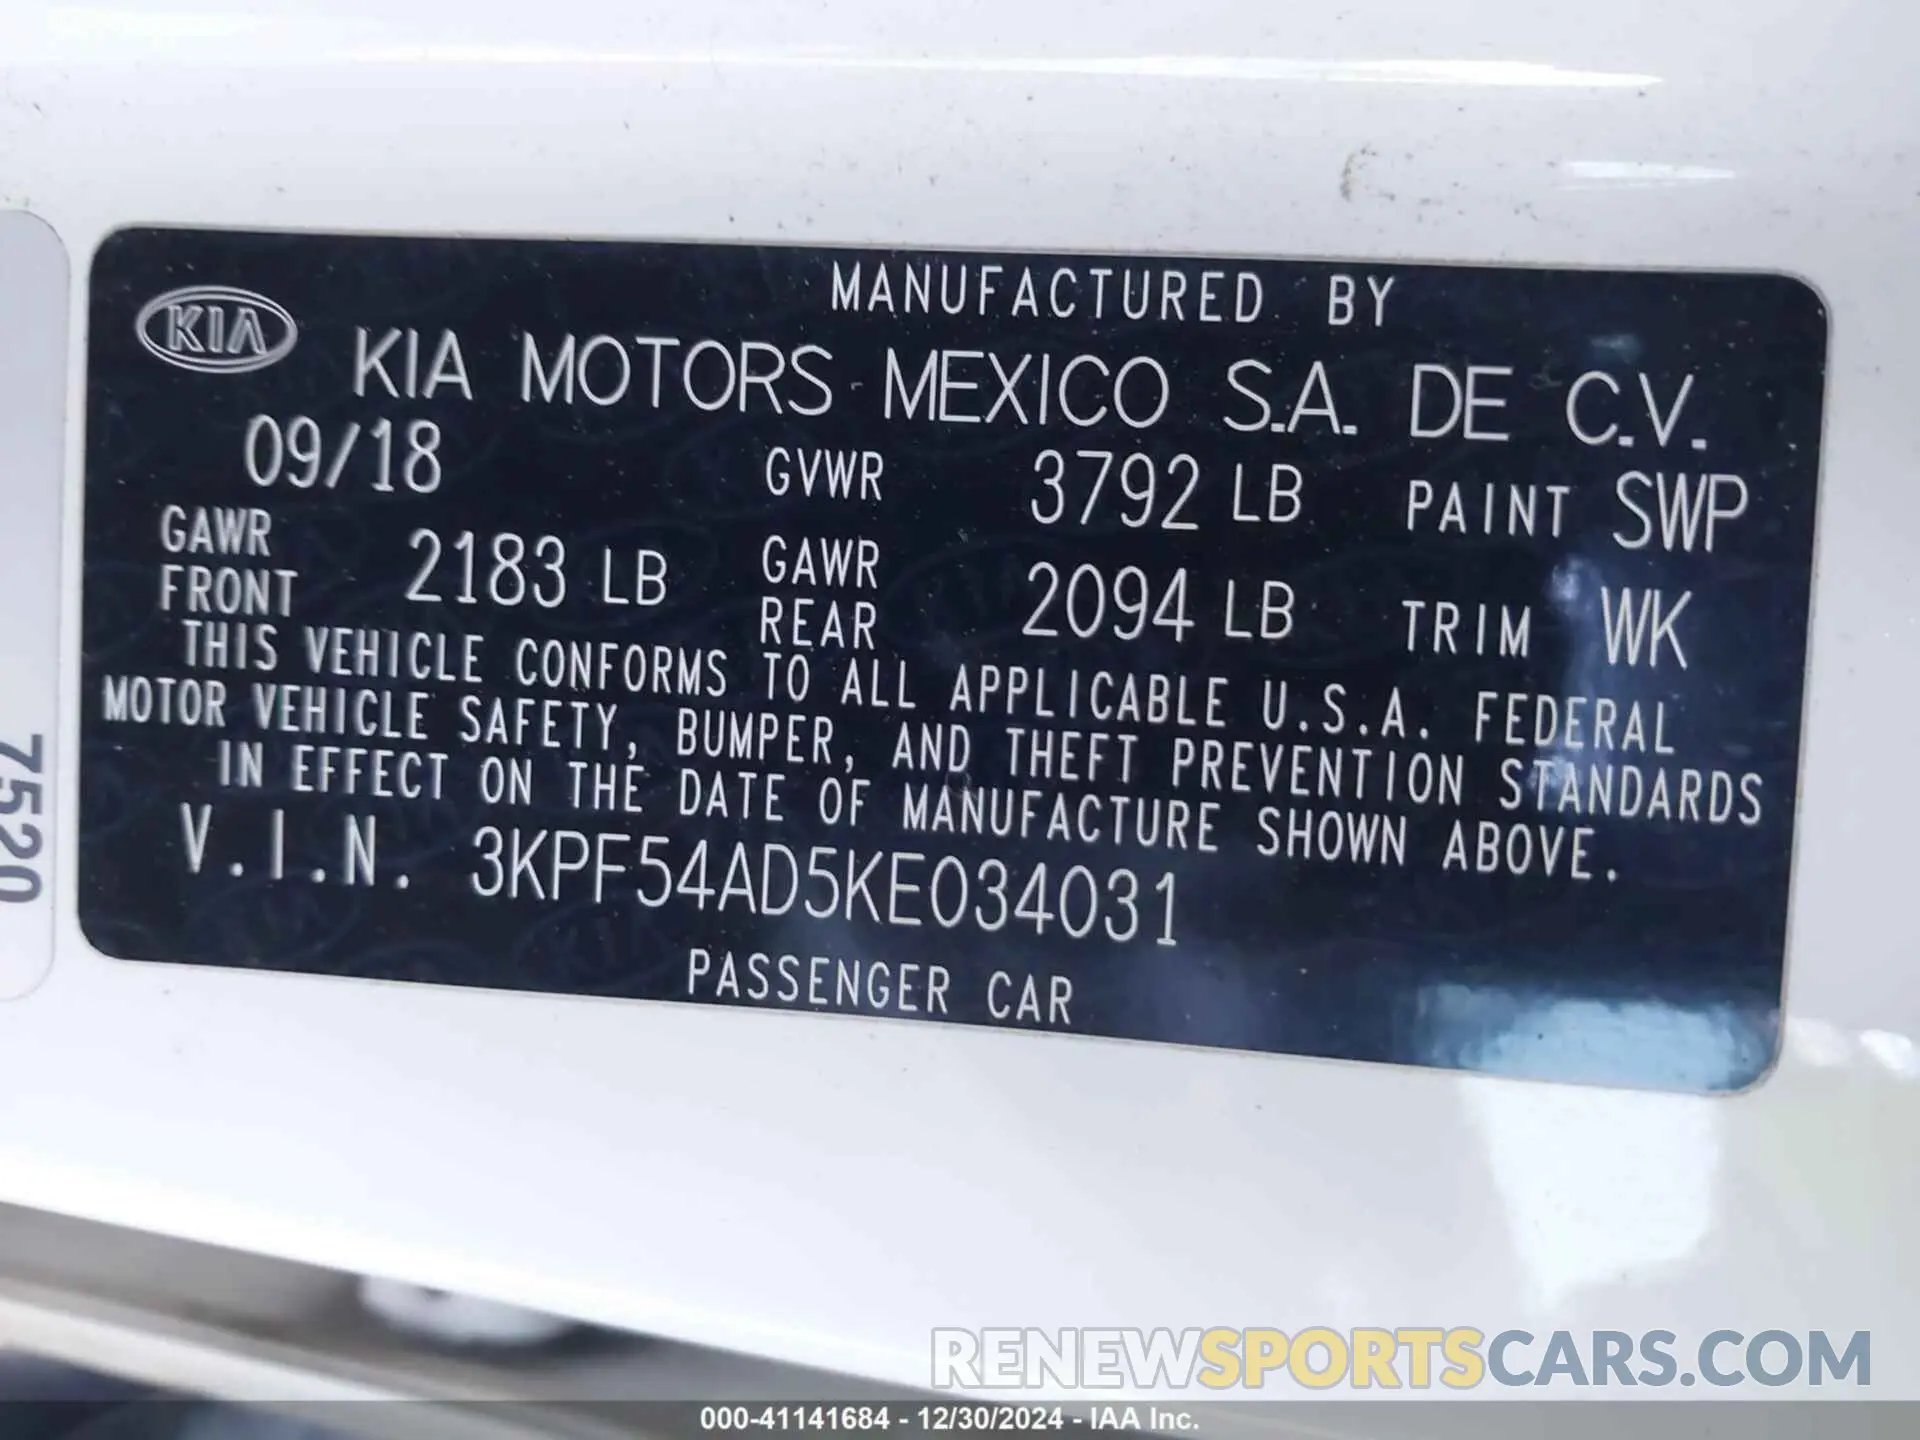 MANUFACTURED BY
KIA KIA MOTORS MEXICO S.A. DE C.V.
09/18 GVWR 3792 LB PAINT SWP
GAWR FRONT 2183 LB GAWR REAR 2094 LB TRIM WK
THIS VEHICLE CONFORMS TO ALL APPLICABLE U.S.A. FEDERAL
MOTOR VEHICLE SAFETY, BUMPER, AND THEFT PREVENTION STANDARDS
IN EFFECT ON THE DATE OF MANUFACTURE SHOWN ABOVE.
V.I.N. 3KPF54AD5KE034031
PASSENGER CAR
7520
RENEWSPORTSCARS.COM
000-41141684 - 12/30/2024 - IAA Inc.